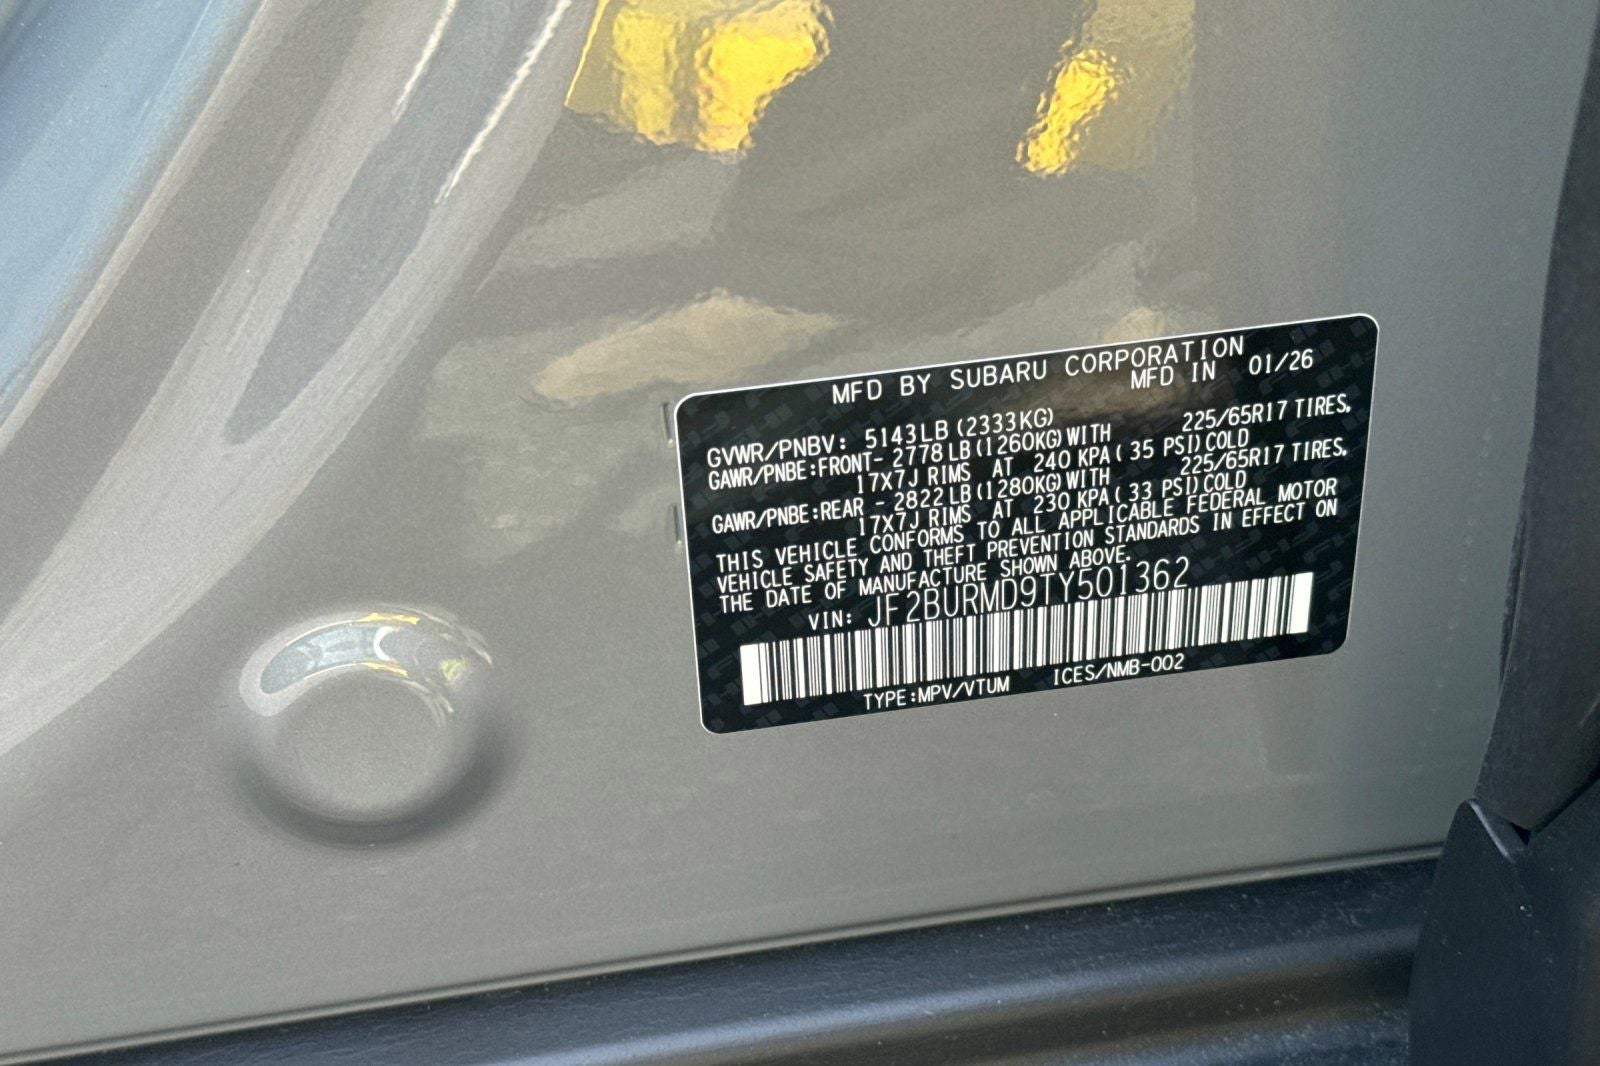 MFD BY SUBARU CORPORATION
MFD IN 01/26
GVWR/PNBV: 5143LB (2333KG)
GAWR/PNBE:FRONT- 2778 LB (1260KG) WITH 225/65R17 TIRES,
17X7J RIMS AT 240 KPA ( 35 PSI) COLD
GAWR/PNBE:REAR - 2822 LB (1280KG) WITH 225/65R17 TIRES,
17X7J RIMS AT 230 KPA ( 33 PSI) COLD
THIS VEHICLE CONFORMS TO ALL APPLICABLE FEDERAL MOTOR
VEHICLE SAFETY AND THEFT PREVENTION STANDARDS IN EFFECT ON
THE DATE OF MANUFACTURE SHOWN ABOVE.
VIN: JF2BURMD9TY501362
TYPE:MPV/VTUM ICES/NMB-002